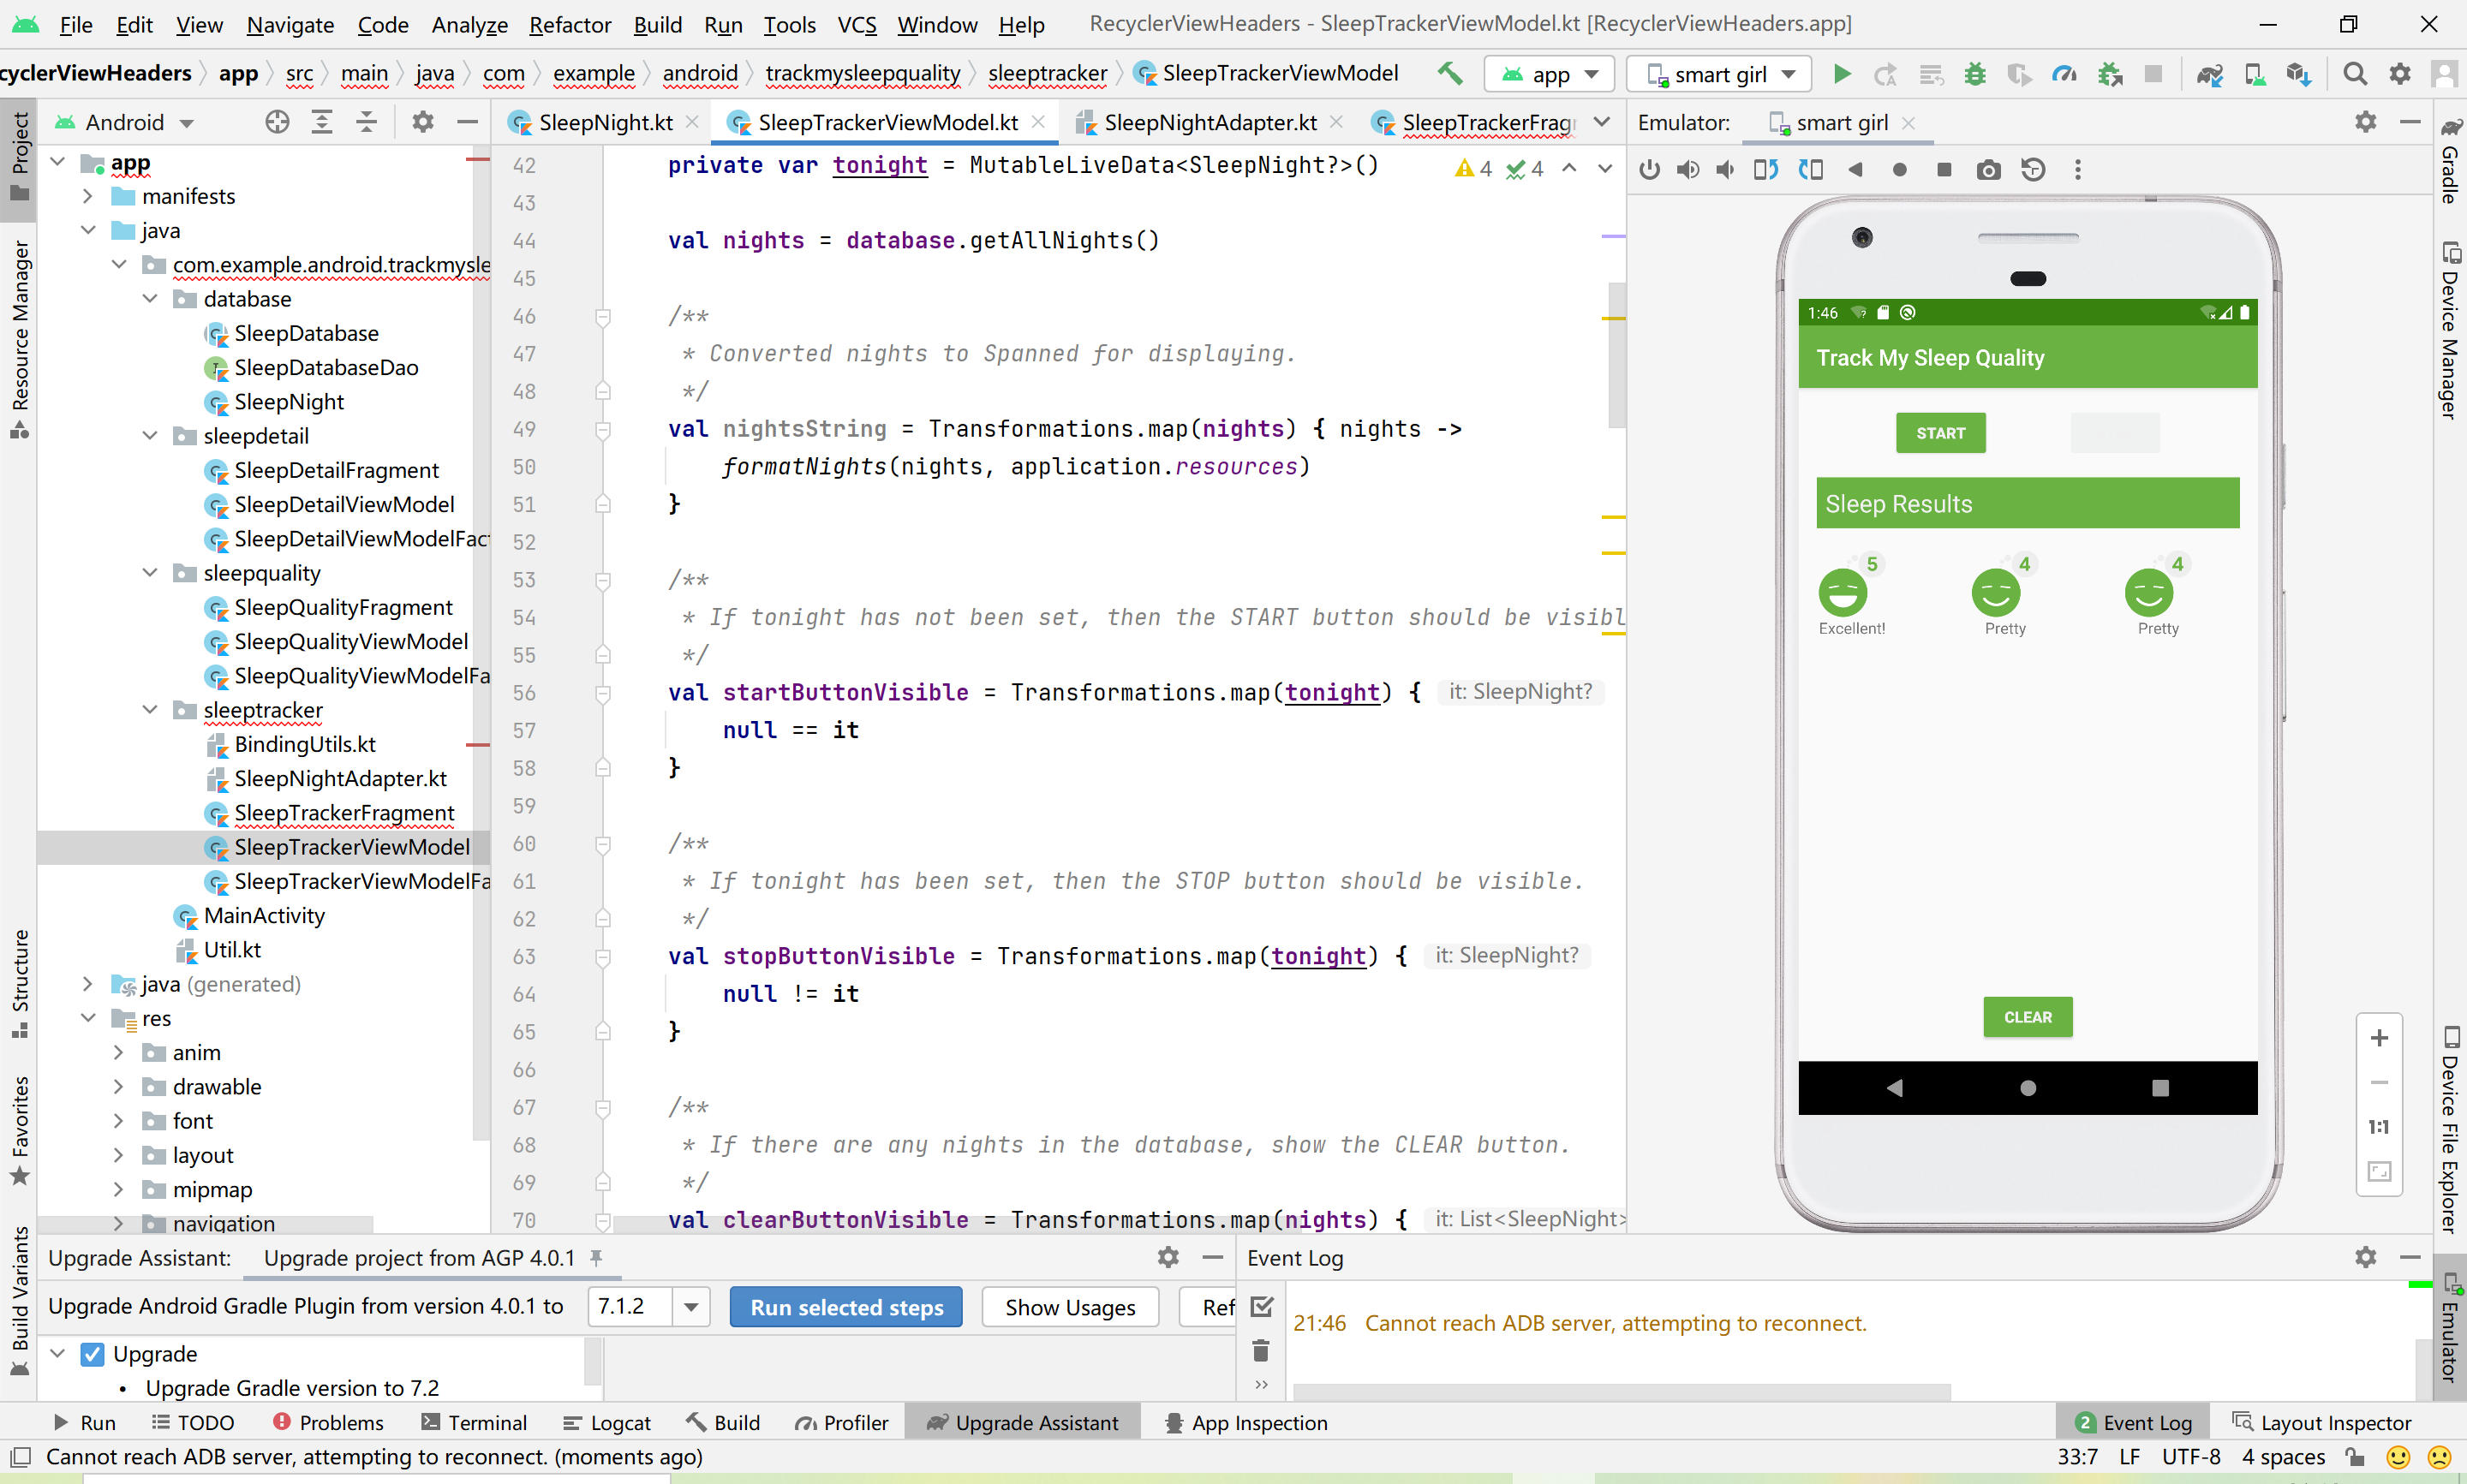 File Edit View Navigate Code Analyze Refactor Build Run Tools VCS Window Help RecyclerViewHeaders - SleepTrackerViewModel.kt [RecyclerViewHeaders.app]
cyclerViewHeaders app src main java com example android trackmysleepquality sleeptracker SleepTrackerViewModel app smart girl
Android SleepNight.kt SleepTrackerViewModel.kt SleepNightAdapter.kt SleepTrackerFragr Emulator: smart girl
Project
Resource Manager
Structure
Favorites
Build Variants
app
manifests
java
com.example.android.trackmysle
database
SleepDatabase
SleepDatabaseDao
SleepNight
sleepdetail
SleepDetailFragment
SleepDetailViewModel
SleepDetailViewModelFact
sleepquality
SleepQualityFragment
SleepQualityViewModel
SleepQualityViewModelFa
sleeptracker
BindingUtils.kt
SleepNightAdapter.kt
SleepTrackerFragment
SleepTrackerViewModel
SleepTrackerViewModelFa
MainActivity
Util.kt
java (generated)
res
anim
drawable
font
layout
mipmap
navigation
4 4
42 private var tonight = MutableLiveData<SleepNight?>()
43
44 val nights = database.getAllNights()
45
46 /**
47 * Converted nights to Spanned for displaying.
48 */
49 val nightsString = Transformations.map(nights) { nights ->
50 formatNights(nights, application.resources)
51 }
52
53 /**
54 * If tonight has not been set, then the START button should be visibl
55 */
56 val startButtonVisible = Transformations.map(tonight) { it: SleepNight?
57 null == it
58 }
59
60 /**
61 * If tonight has been set, then the STOP button should be visible.
62 */
63 val stopButtonVisible = Transformations.map(tonight) { it: SleepNight?
64 null != it
65 }
66
67 /**
68 * If there are any nights in the database, show the CLEAR button.
69 */
70 val clearButtonVisible = Transformations.map(nights) { it: List<SleepNight>
1:46
Track My Sleep Quality
START
Sleep Results
5 4 4
Excellent! Pretty Pretty
CLEAR
1:1
Gradle
Device Manager
Device File Explorer
Emulator
Upgrade Assistant: Upgrade project from AGP 4.0.1
Upgrade Android Gradle Plugin from version 4.0.1 to 7.1.2 Run selected steps Show Usages Ref
Upgrade
• Upgrade Gradle version to 7.2
Event Log
21:46 Cannot reach ADB server, attempting to reconnect.
Run TODO Problems Terminal Logcat Build Profiler Upgrade Assistant App Inspection 2 Event Log Layout Inspector
Cannot reach ADB server, attempting to reconnect. (moments ago) 33:7 LF UTF-8 4 spaces